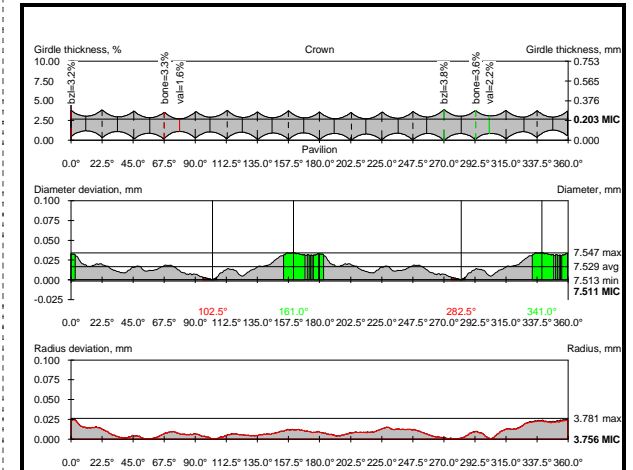 Girdle thickness, % Crown Girdle thickness, mm
10.00 0.753
7.50 0.565
5.00 0.376
2.50 0.203 MIC
0.00 0.000
bzl=3.2% bone=3.3% val=1.6% bzl=3.8% bone=3.6% val=2.2%
Pavilion
0.0° 22.5° 45.0° 67.5° 90.0° 112.5° 135.0° 157.5° 180.0° 202.5° 225.0° 247.5° 270.0° 292.5° 315.0° 337.5° 360.0°
Diameter deviation, mm Diameter, mm
0.100
0.075
0.050
0.025 7.547 max
7.529 avg
0.000 7.513 min
7.511 MIC
-0.025
102.5° 161.0° 282.5° 341.0°
0.0° 22.5° 45.0° 67.5° 90.0° 112.5° 135.0° 157.5° 180.0° 202.5° 225.0° 247.5° 270.0° 292.5° 315.0° 337.5° 360.0°
Radius deviation, mm Radius, mm
0.100
0.075
0.050
0.025 3.781 max
0.000 3.756 MIC
0.0° 22.5° 45.0° 67.5° 90.0° 112.5° 135.0° 157.5° 180.0° 202.5° 225.0° 247.5° 270.0° 292.5° 315.0° 337.5° 360.0°